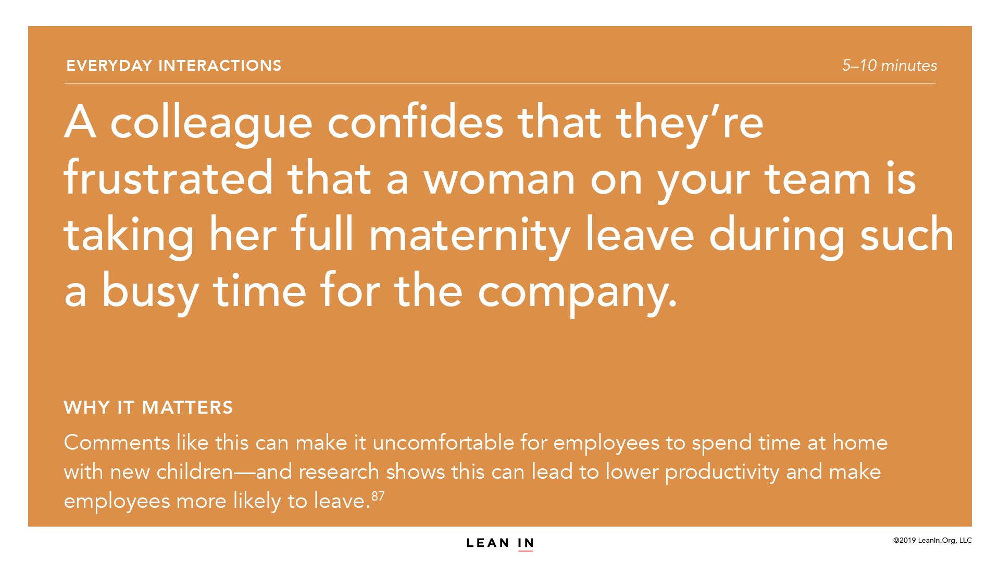 EVERYDAY INTERACTIONS
5–10 minutes
A colleague confides that they’re
frustrated that a woman on your team is
taking her full maternity leave during such
a busy time for the company.
WHY IT MATTERS
Comments like this can make it uncomfortable for employees to spend time at home
with new children—and research shows this can lead to lower productivity and make
employees more likely to leave.87
LEAN IN
©2019 LeanIn.Org, LLC